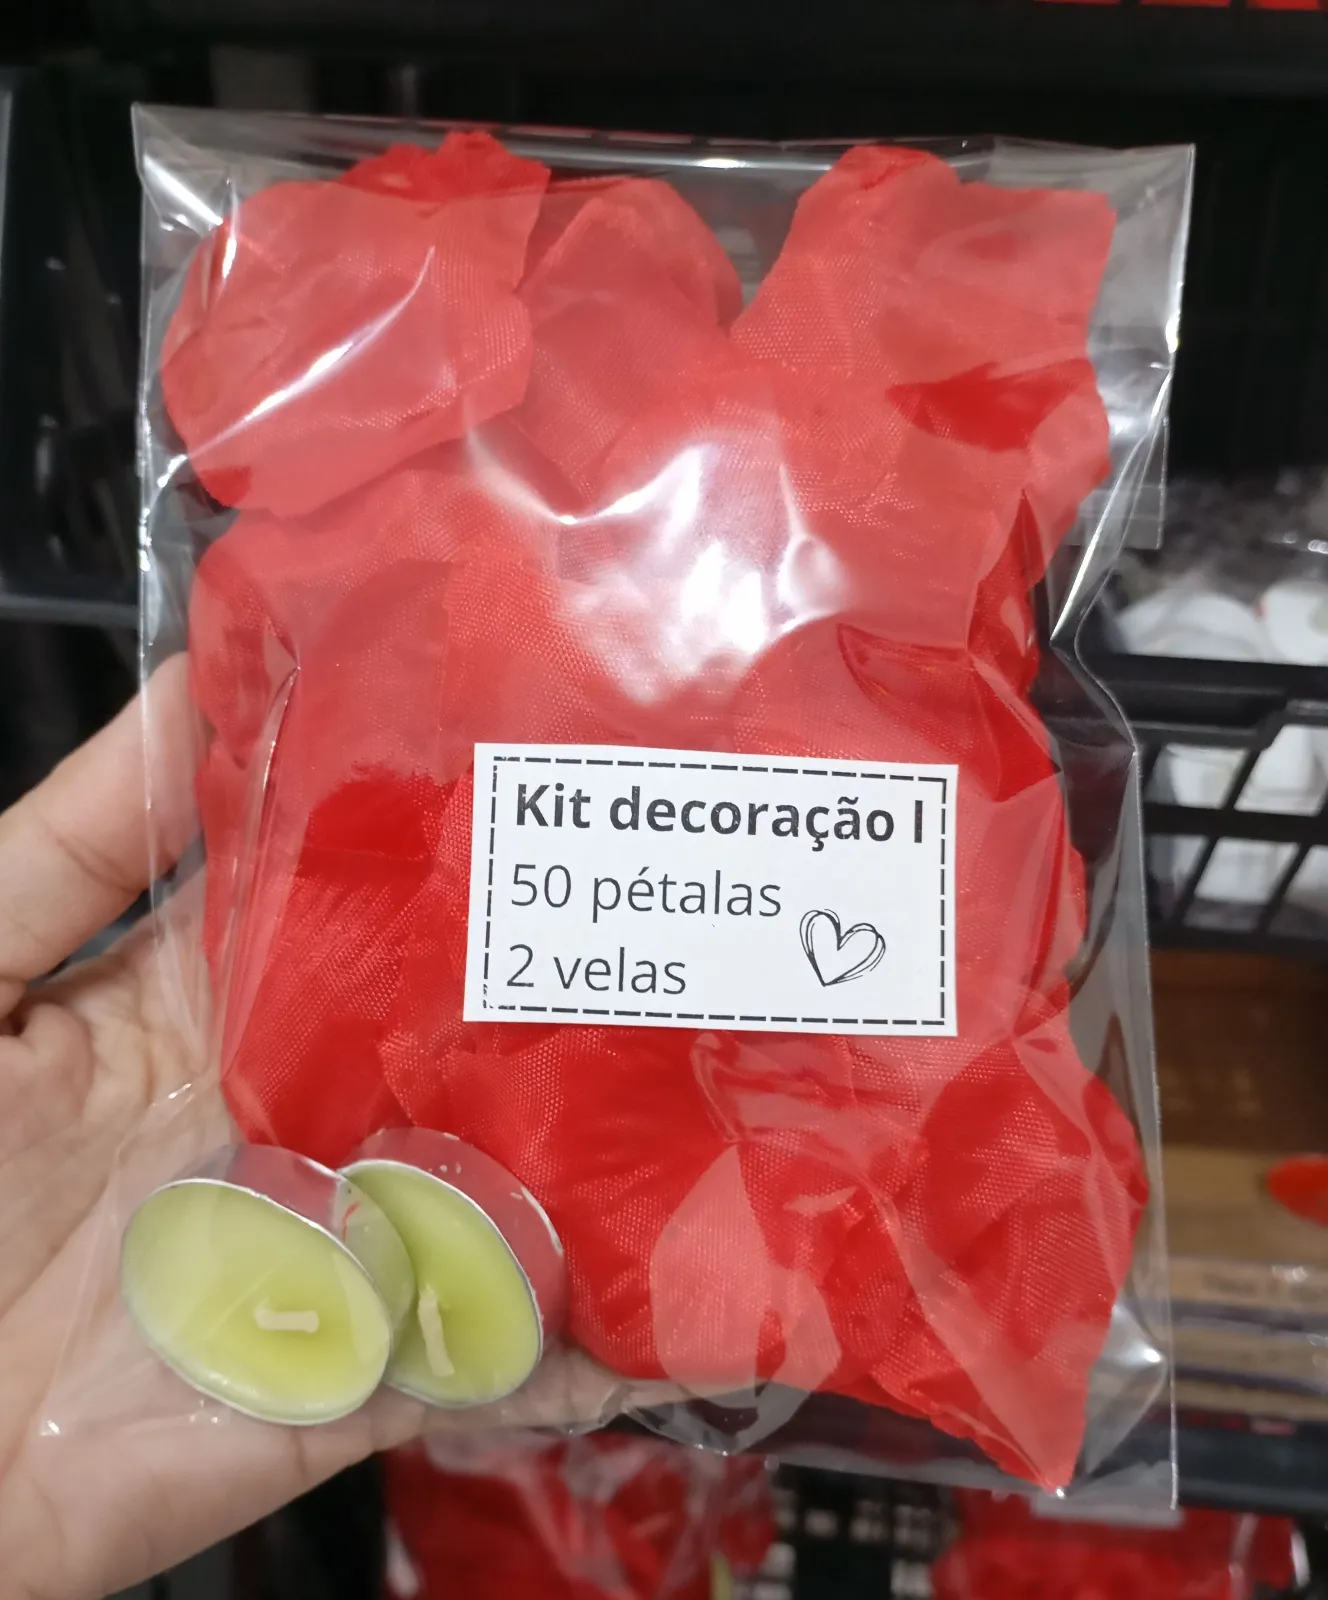 Kit decoração I
50 pétalas
2 velas